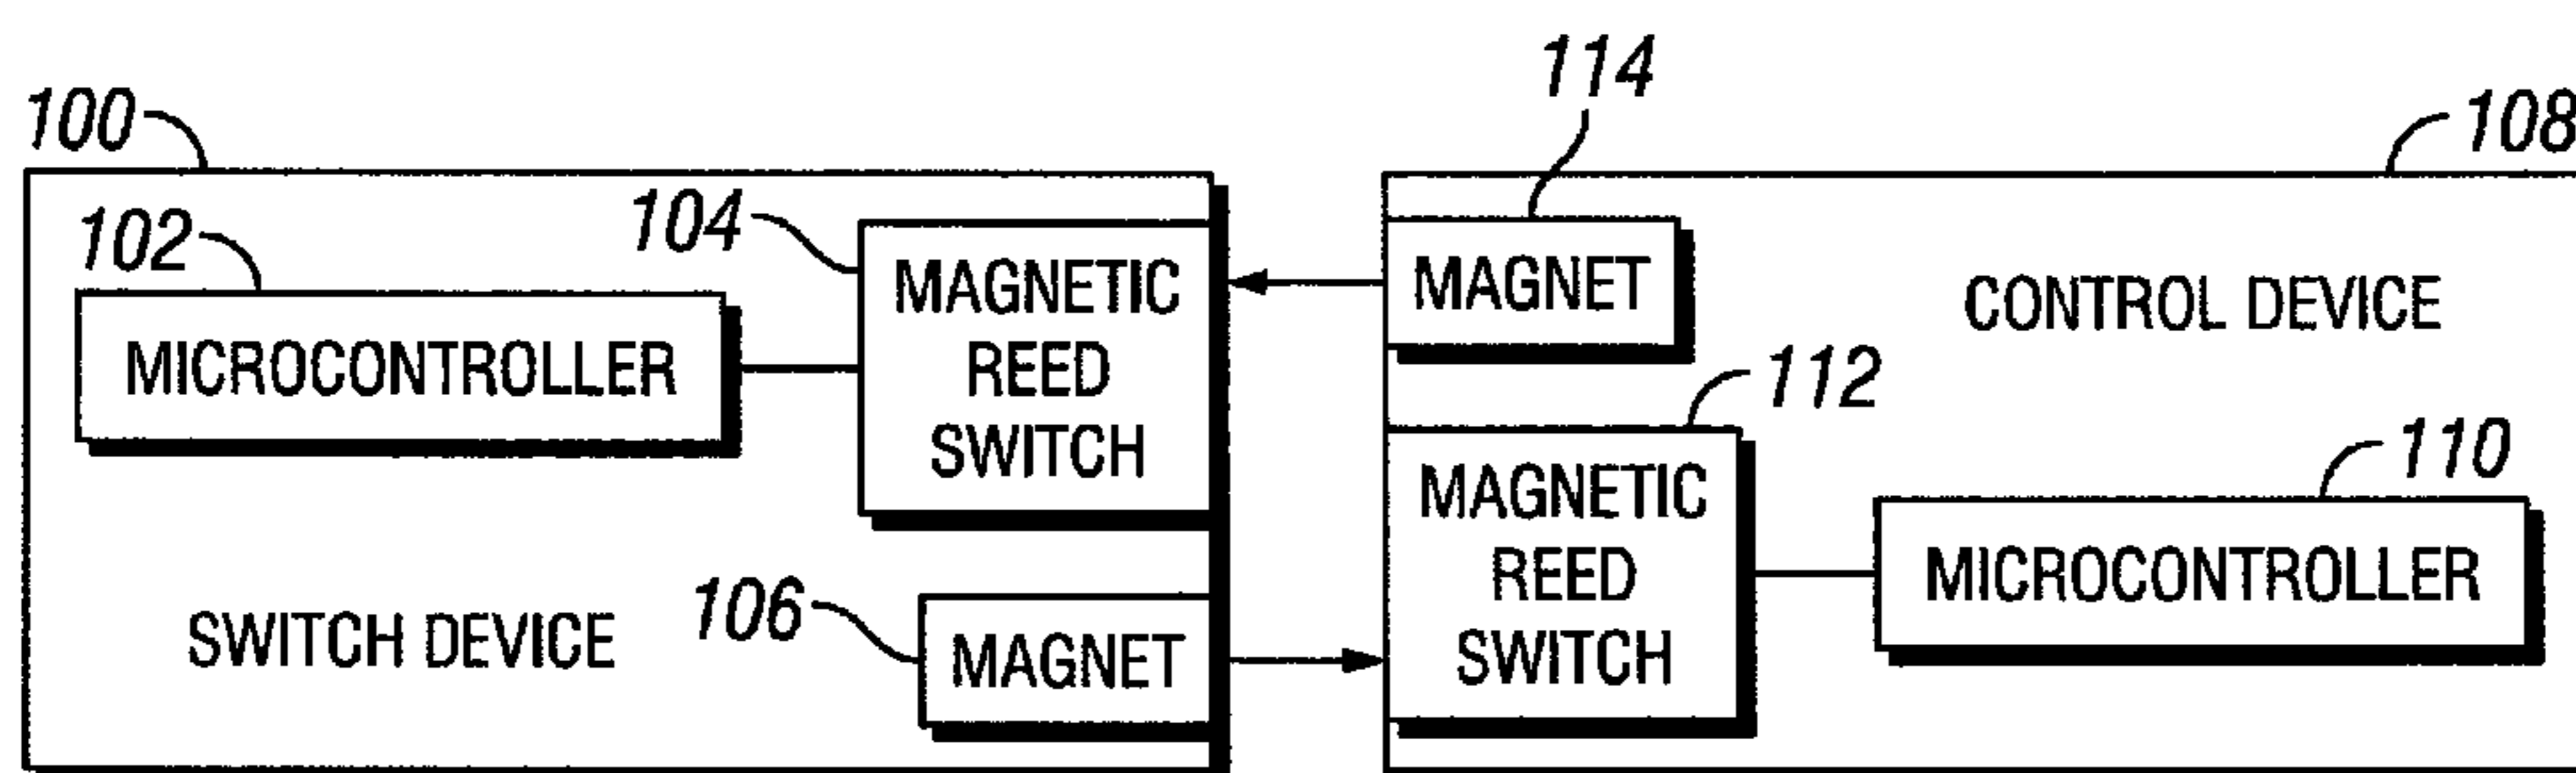 100
102
MICROCONTROLLER
104
MAGNETIC
REED
SWITCH
SWITCH DEVICE
106
MAGNET
114
MAGNET
108
CONTROL DEVICE
112
MAGNETIC
REED
SWITCH
110
MICROCONTROLLER